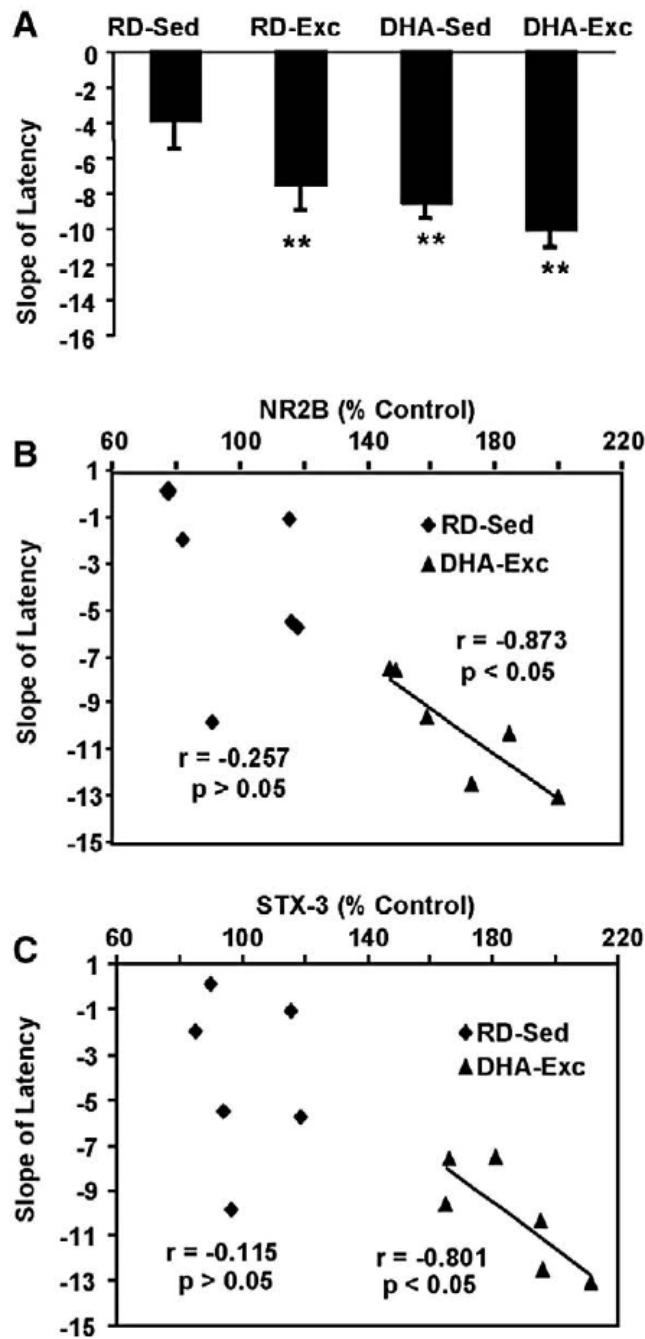 A
RD-Sed RD-Exc DHA-Sed DHA-Exc
0
-2
-4
-6
-8
-10
-12
-14
-16
Slope of Latency
** ** **
NR2B (% Control)
60 100 140 180 220
B
1
-1
-3
-5
-7
-9
-11
-13
-15
Slope of Latency
RD-Sed
DHA-Exc
r = -0.873
p < 0.05
r = -0.257
p > 0.05
STX-3 (% Control)
60 100 140 180 220
C
1
-1
-3
-5
-7
-9
-11
-13
-15
Slope of Latency
RD-Sed
DHA-Exc
r = -0.115 r = -0.801
p > 0.05 p < 0.05